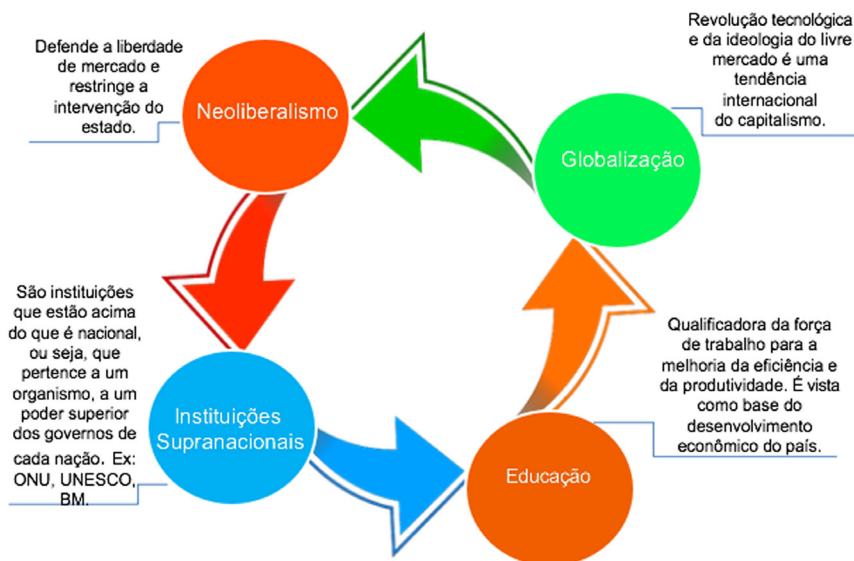 Defende a liberdade
de mercado e
restringe a
intervenção do
estado.
Neoliberalismo
Revolução tecnológica
e da ideologia do livre
mercado é uma
tendência
internacional
do capitalismo.
Globalização
São instituições
que estão acima
do que é nacional,
ou seja, que
pertence a um
organismo, a um
poder superior
dos governos de
cada nação. Ex:
ONU, UNESCO,
BM.
Instituições
Supranacionais
Qualificadora da força
de trabalho para a
melhoria da eficiência e
da produtividade. É vista
como base do
desenvolvimento
econômico do país.
Educação